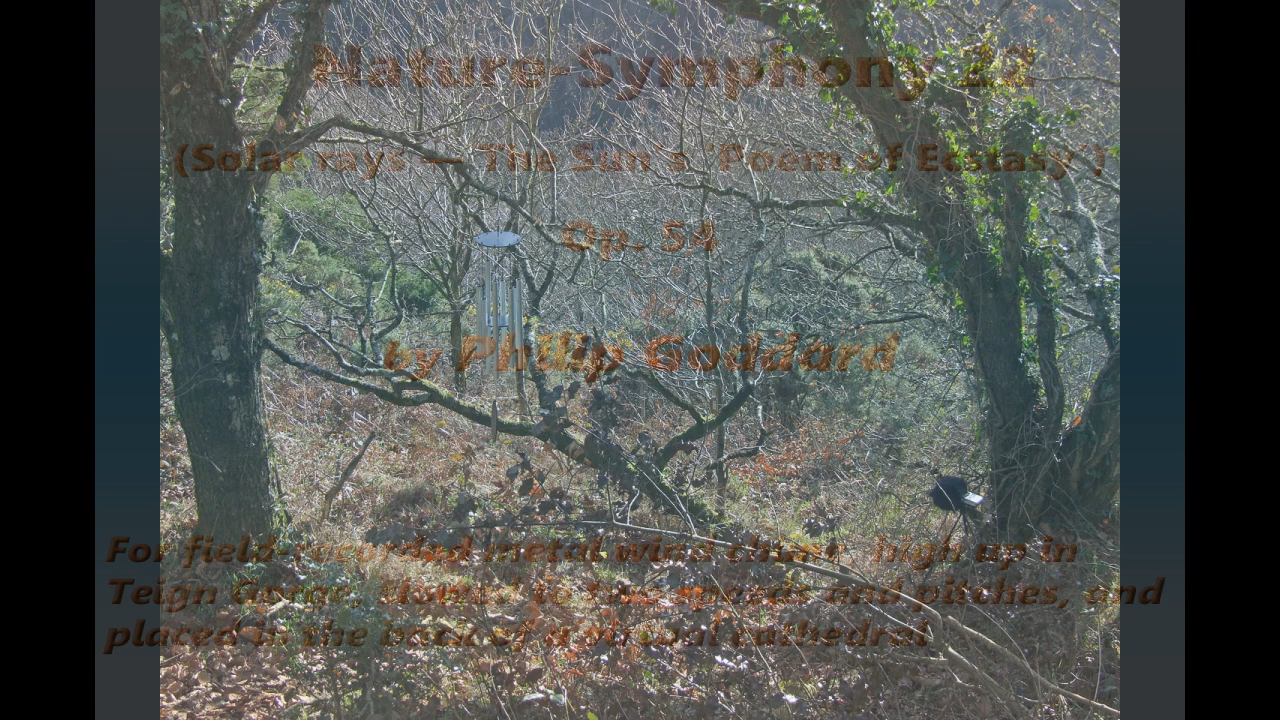 Nature-Symphony
(Solar rays — The Sun's 'Poem of Ecstasy')
Op. 54
by Philip Goddard
For field-recorded metal wind chime, high up in
Teign Gorge, slowed to two speeds and pitches, and
placed in the back of a virtual cathedral